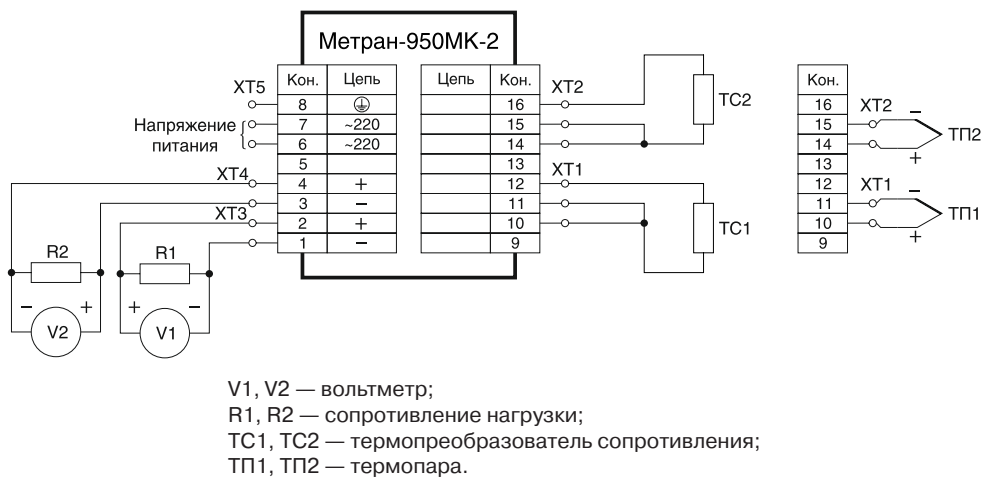 Метран-950МК-2
Кон. Цепь Цепь Кон. Кон.
XT5 8 16 XT2 TC2 16 XT2 −
Напряжение питания 7 ~220 15 15 ТП2
6 ~220 14 14 +
5 13 13
XT4 4 + 12 XT1 12 XT1 −
3 − 11 11 ТП1
XT3 2 + 10 TC1 10 +
1 − 9 9
R2 R1
− + + −
V2 V1
V1, V2 — вольтметр;
R1, R2 — сопротивление нагрузки;
TC1, TC2 — термопреобразователь сопротивления;
ТП1, ТП2 — термопара.